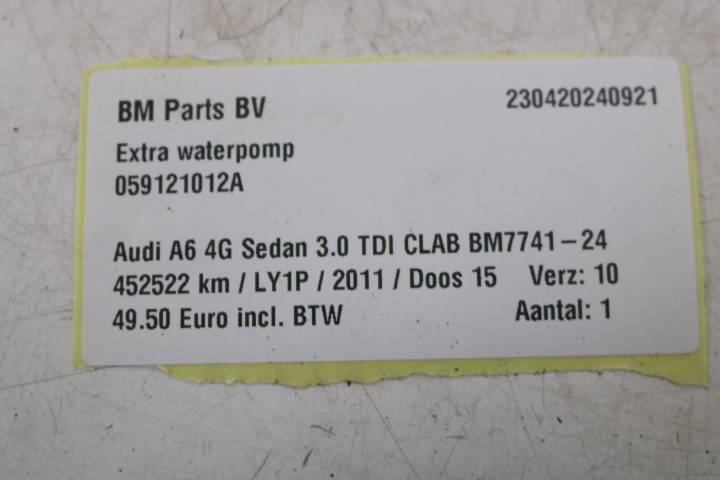 BM Parts BV 230420240921
Extra waterpomp
059121012A
Audi A6 4G Sedan 3.0 TDI CLAB BM7741-24
452522 km / LY1P / 2011 / Doos 15 Verz: 10
49.50 Euro incl. BTW Aantal: 1